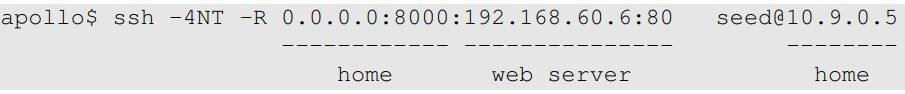 apollo$ ssh -4NT -R 0.0.0.0:8000:192.168.60.6:80 seed@10.9.0.5
------------ --------------- --------
home web server home